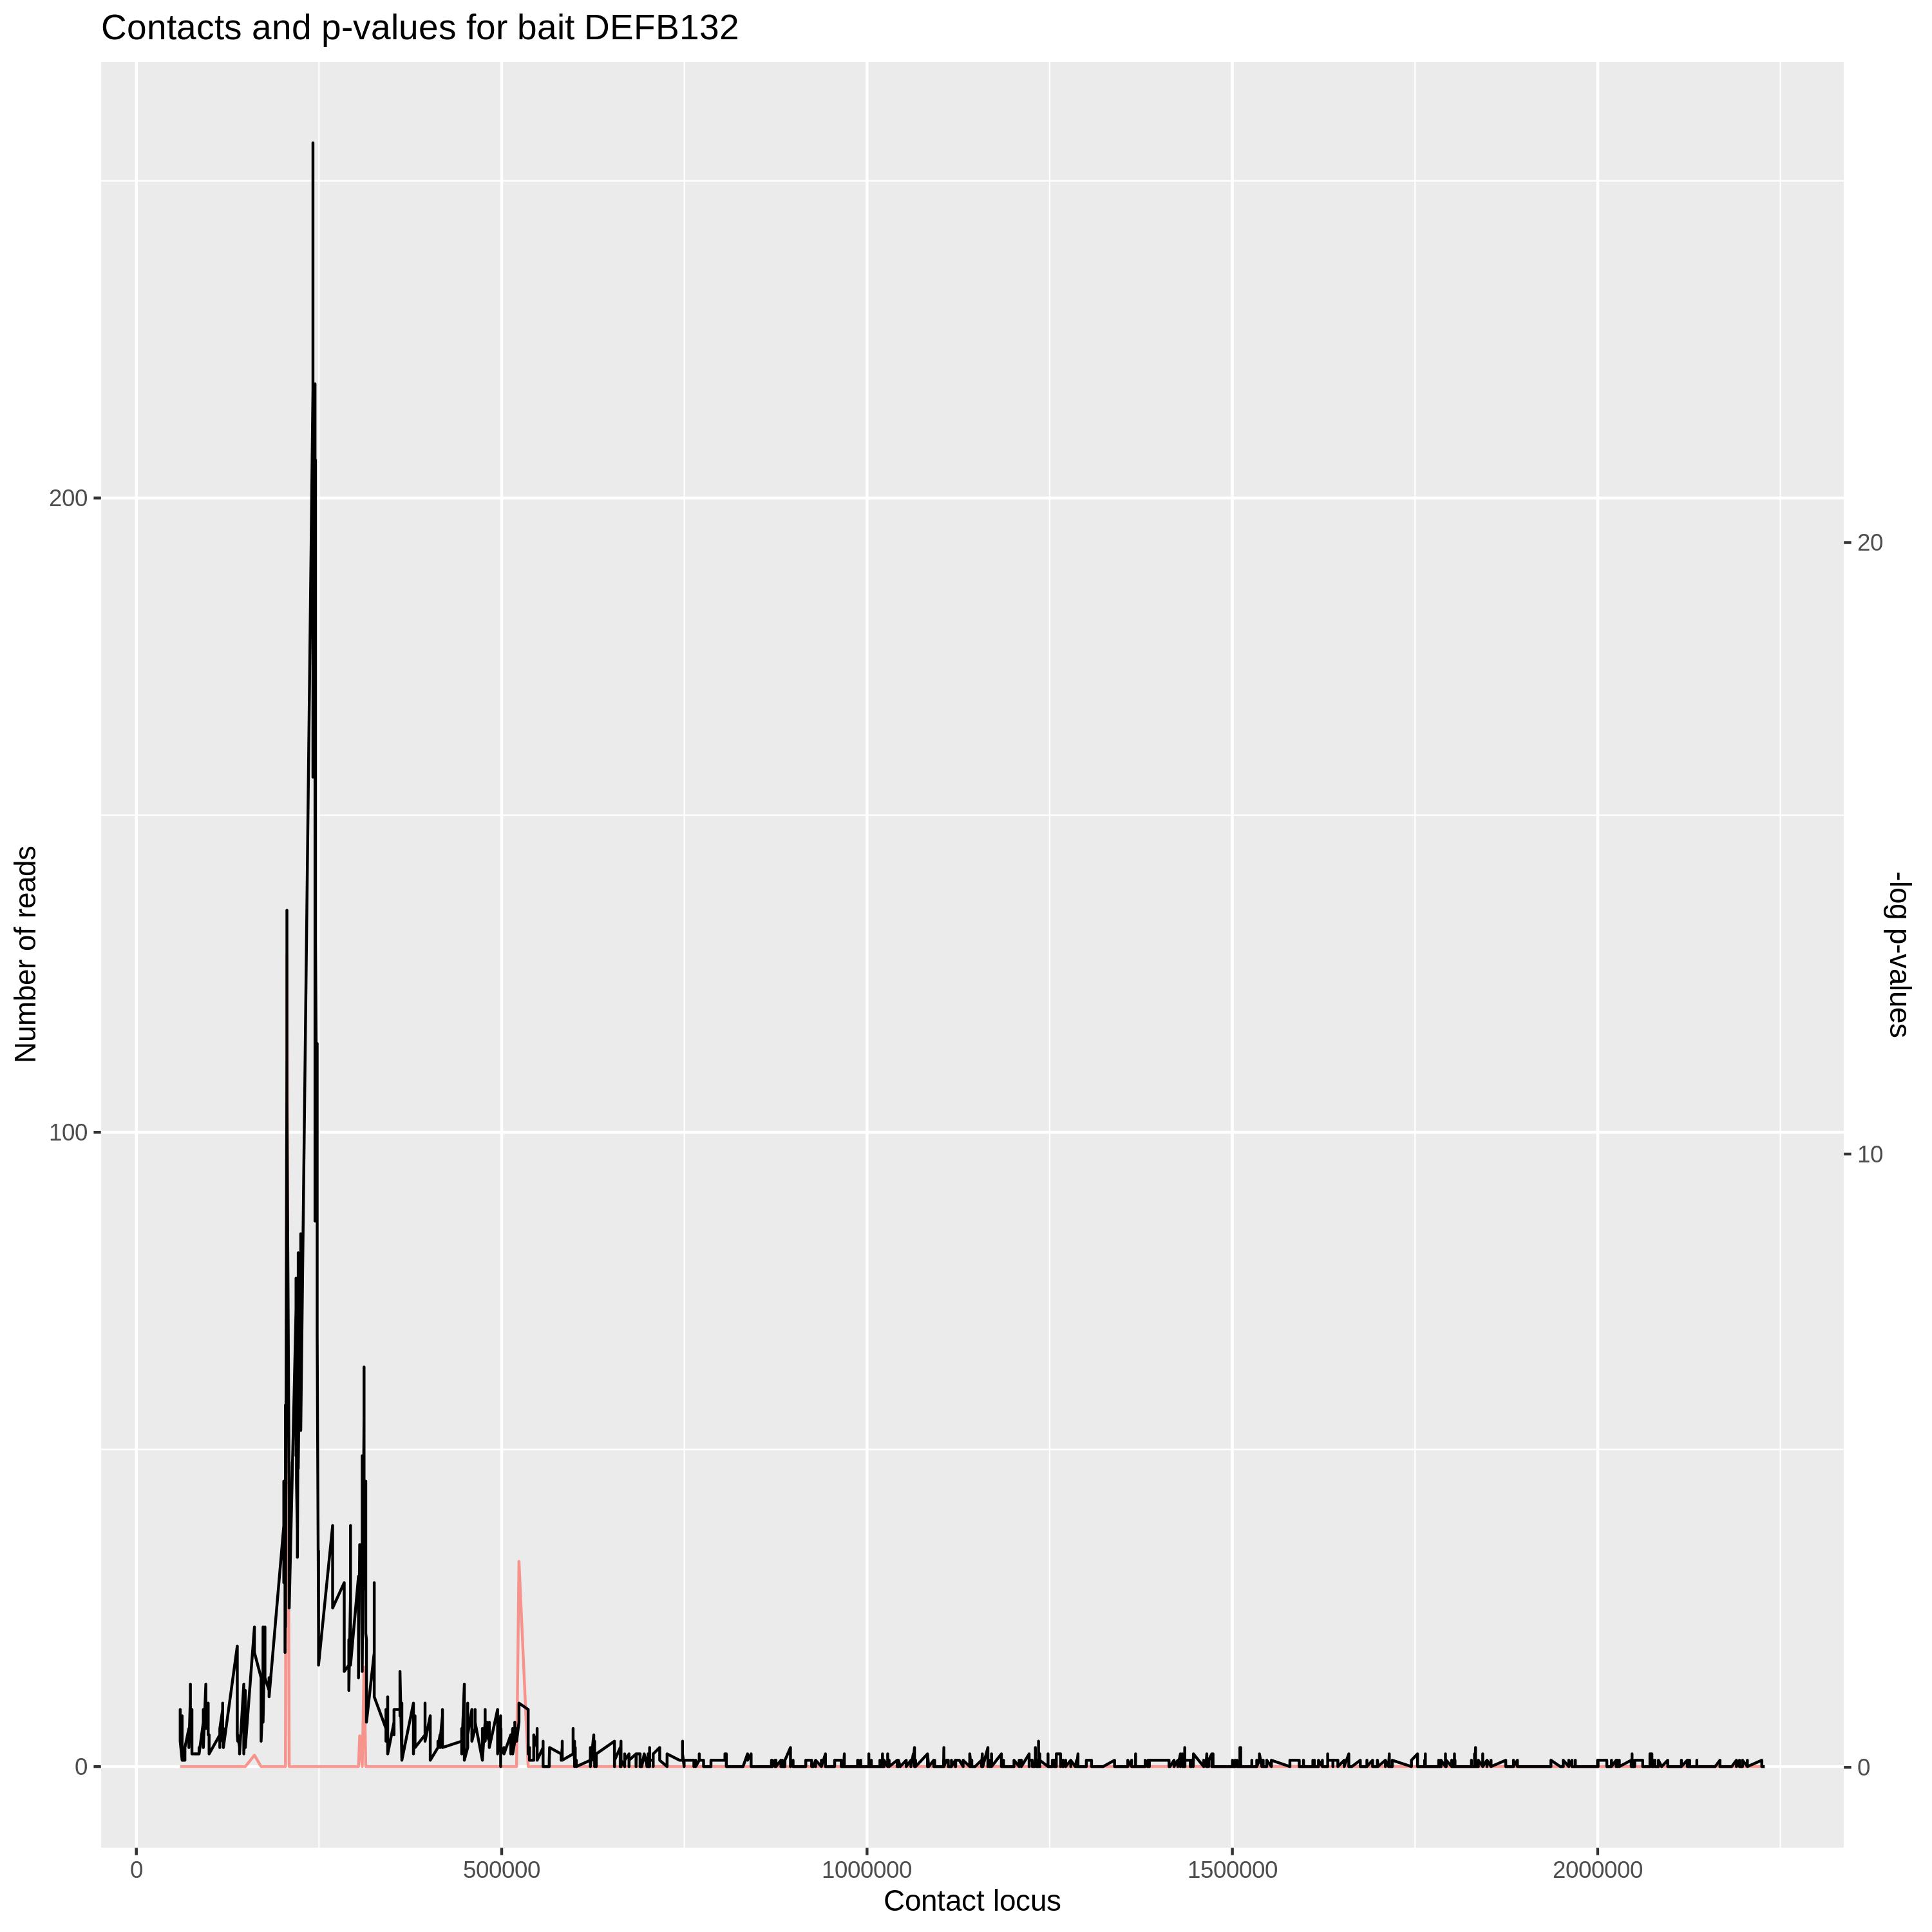 Contacts and p-values for bait DEFB132
Number of reads
200
100
0
20
10
0
-log p-values
0
500000
1000000
1500000
2000000
Contact locus